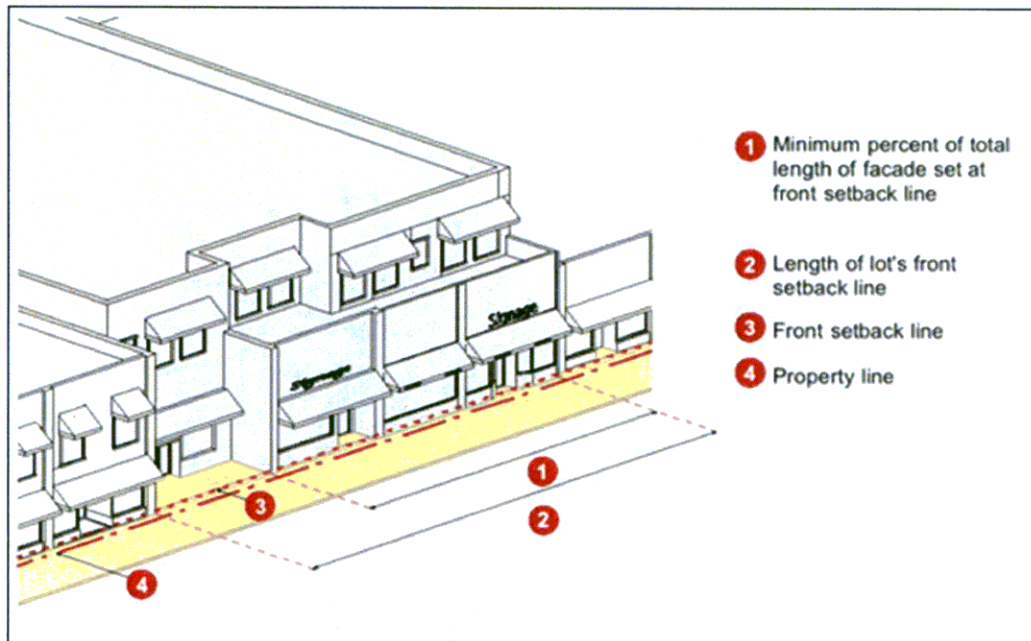 1 Minimum percent of total
length of facade set at
front setback line
2 Length of lot's front
setback line
3 Front setback line
4 Property line
Signage
Signage
1
2
3
4